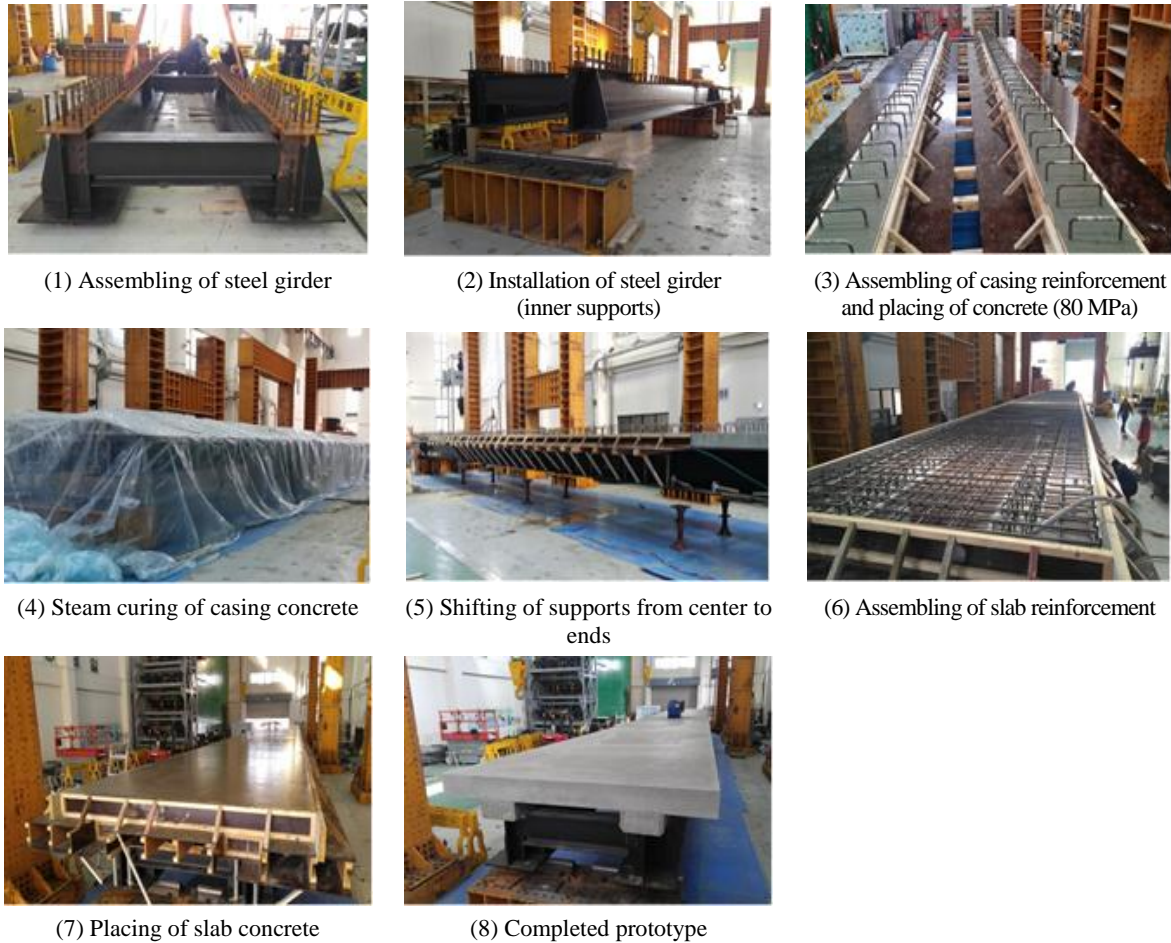 (1) Assembling of steel girder
(2) Installation of steel girder
(inner supports)
(3) Assembling of casing reinforcement
and placing of concrete (80 MPa)
(4) Steam curing of casing concrete
(5) Shifting of supports from center to
ends
(6) Assembling of slab reinforcement
(7) Placing of slab concrete
(8) Completed prototype